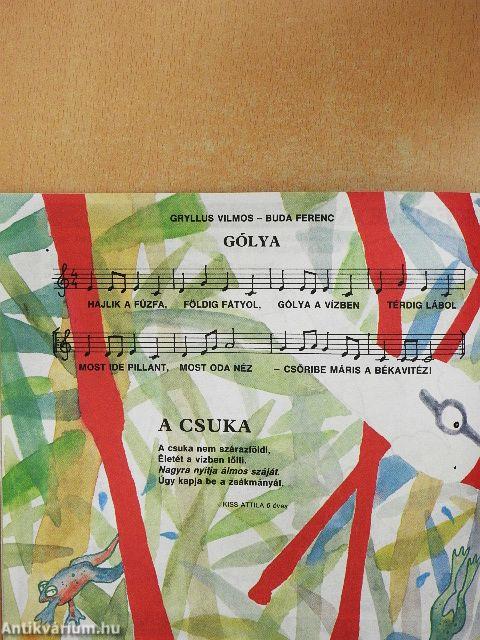 GRYLLUS VILMOS – BUDA FERENC
GÓLYA
HAJLIK A FŰZFA, FÖLDIG FÁTYOL, GÓLYA A VÍZBEN TÉRDIG LÁBOL
MOST IDE PILLANT, MOST ODA NÉZ – CSŐRIBE MÁRIS A BÉKAVITÉZ!
A CSUKA
A csuka nem szárazföldi,
Életét a vízben tölti.
Nagyra nyitja álmos száját.
Úgy kapja be a zsákmányát.
KISS ATTILA 6 éves
Antikvárium.hu